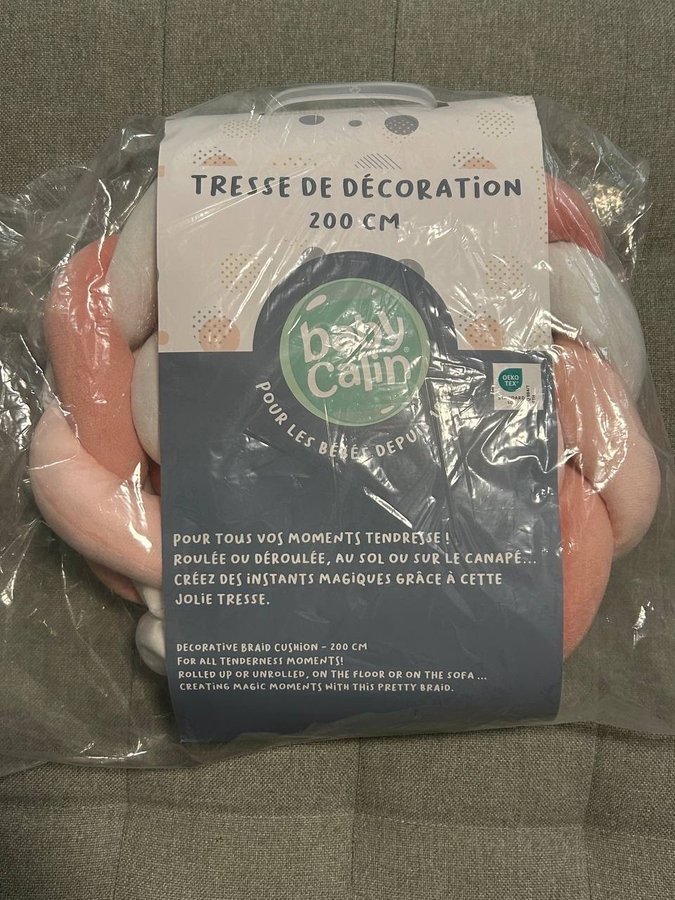 TRESSE DE DÉCORATION
200 CM
baby
Calin
POUR LES BÉBÉS DEPUIS
OEKO
TEX®
POUR TOUS VOS MOMENTS TENDRESSE !
ROULÉE OU DÉROULÉE, AU SOL OU SUR LE CANAPÉ...
CRÉEZ DES INSTANTS MAGIQUES GRÂCE À CETTE
JOLIE TRESSE.
DECORATIVE BRAID CUSHION - 200 CM
FOR ALL TENDERNESS MOMENTS!
ROLLED UP OR UNROLLED, ON THE FLOOR OR ON THE SOFA ...
CREATING MAGIC MOMENTS WITH THIS PRETTY BRAID.